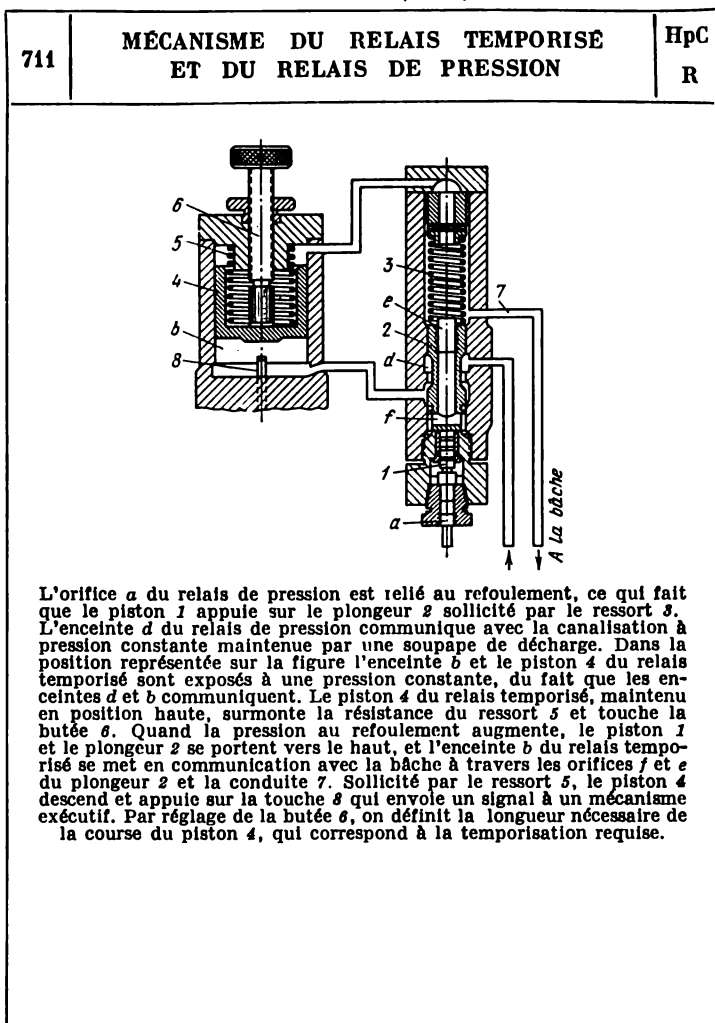 711
MÉCANISME DU RELAIS TEMPORISÉ
ET DU RELAIS DE PRESSION
HpC
R
6
5
4
b
8
3
e
2
d
f
1
a
7
A la bâche
L'orifice a du relais de pression est relié au refoulement, ce qui fait
que le piston 1 appuie sur le plongeur 2 sollicité par le ressort 3.
L'enceinte d du relais de pression communique avec la canalisation à
pression constante maintenue par une soupape de décharge. Dans la
position représentée sur la figure l'enceinte b et le piston 4 du relais
temporisé sont exposés à une pression constante, du fait que les en-
ceintes d et b communiquent. Le piston 4 du relais temporisé, maintenu
en position haute, surmonte la résistance du ressort 5 et touche la
butée 6. Quand la pression au refoulement augmente, le piston 1
et le plongeur 2 se portent vers le haut, et l'enceinte b du relais tempo-
risé se met en communication avec la bâche à travers les orifices f et e
du plongeur 2 et la conduite 7. Sollicité par le ressort 5, le piston 4
descend et appuie sur la touche 8 qui envoie un signal à un mécanisme
exécutif. Par réglage de la butée 6, on définit la longueur nécessaire de
la course du piston 4, qui correspond à la temporisation requise.